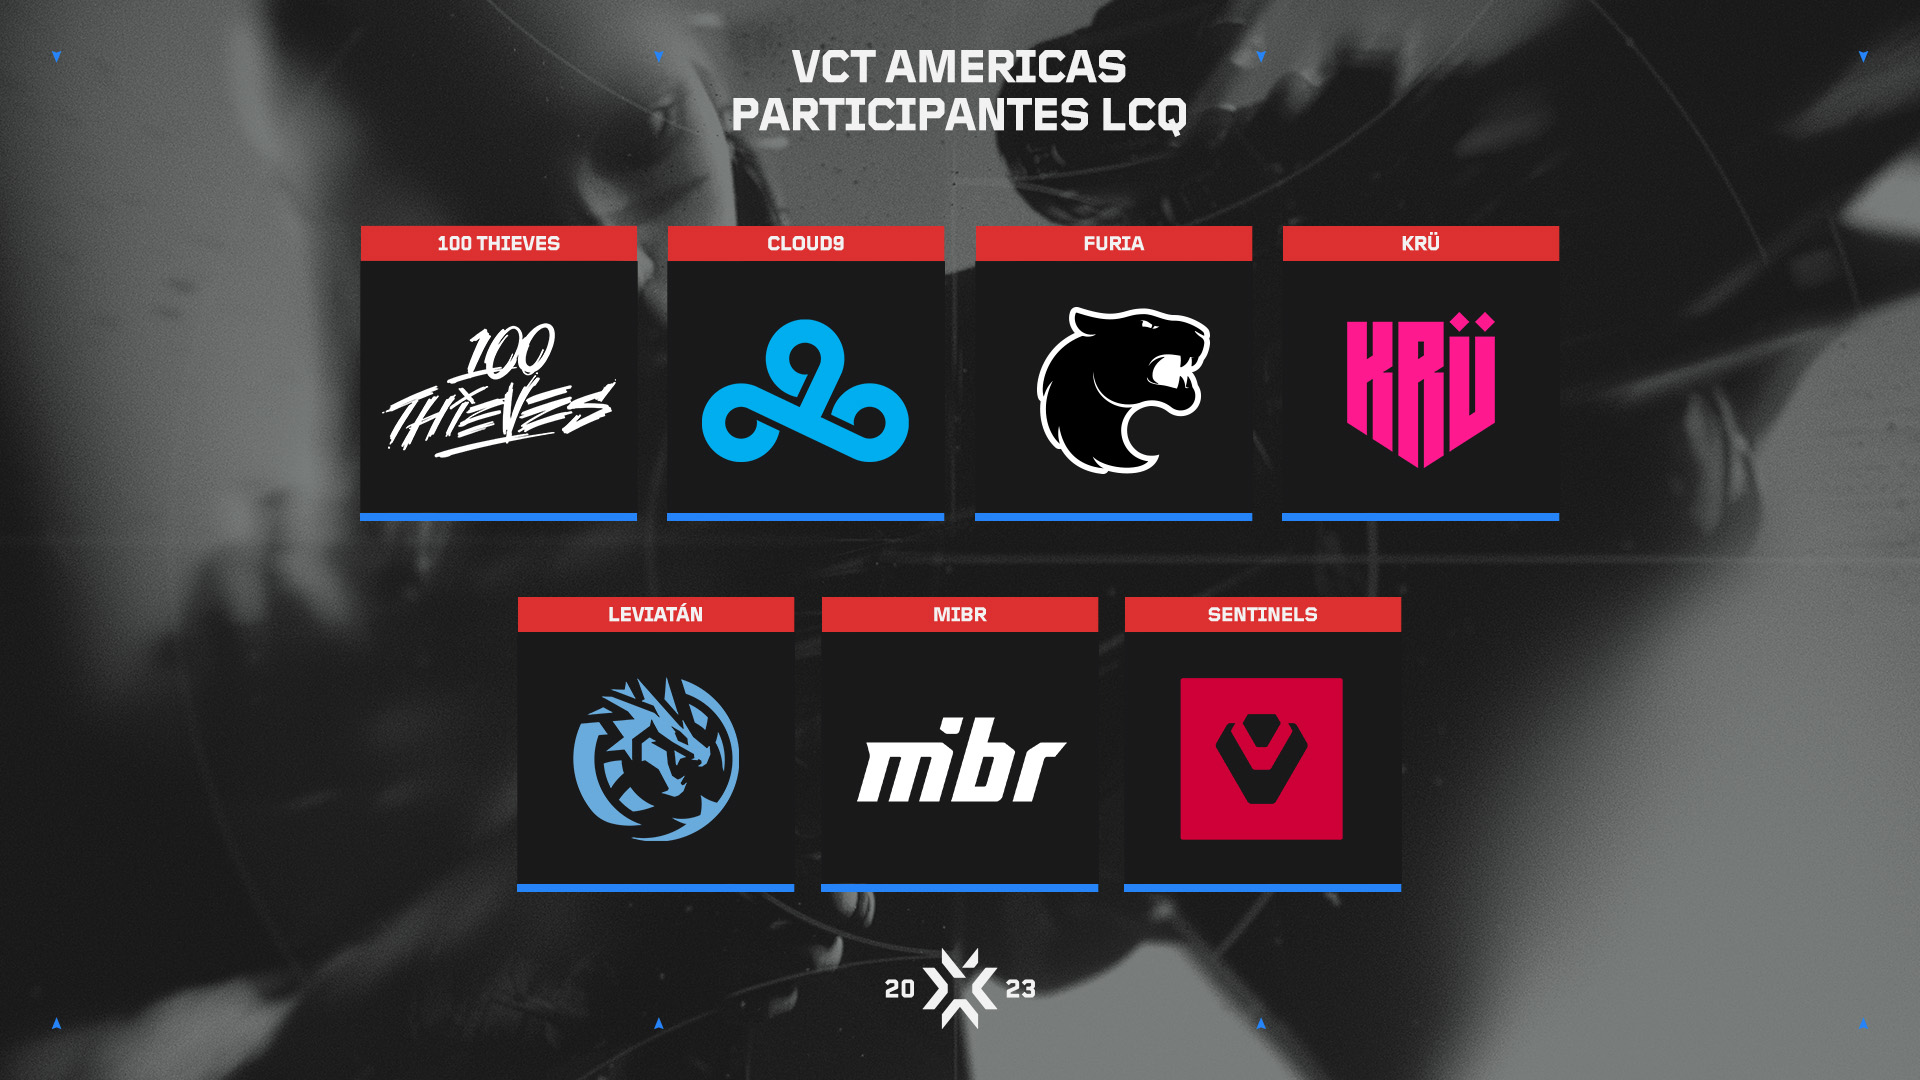 VCT AMERICAS
PARTICIPANTES LCQ
100 THIEVES
CLOUD9
FURIA
KRÜ
100
THIEVES
KRÜ
LEVIATÁN
MIBR
SENTINELS
mibr
20 23